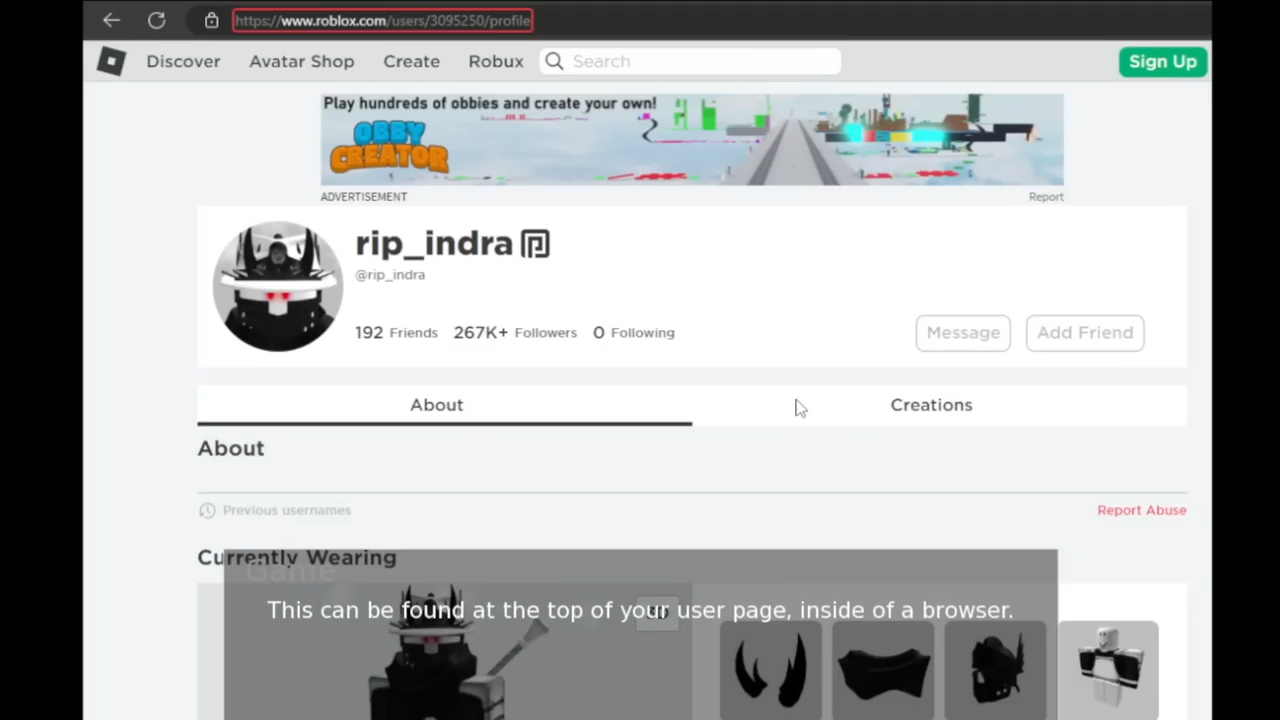 https://www.roblox.com/users/3095250/profile
Discover Avatar Shop Create Robux Search Sign Up
Play hundreds of obbies and create your own!
OBBY
CREATOR
ADVERTISEMENT Report
rip_indra
@rip_indra
192 Friends 267K+ Followers 0 Following Message Add Friend
About Creations
About
Previous usernames Report Abuse
Currently Wearing
Game
This can be found at the top of your user page, inside of a browser.